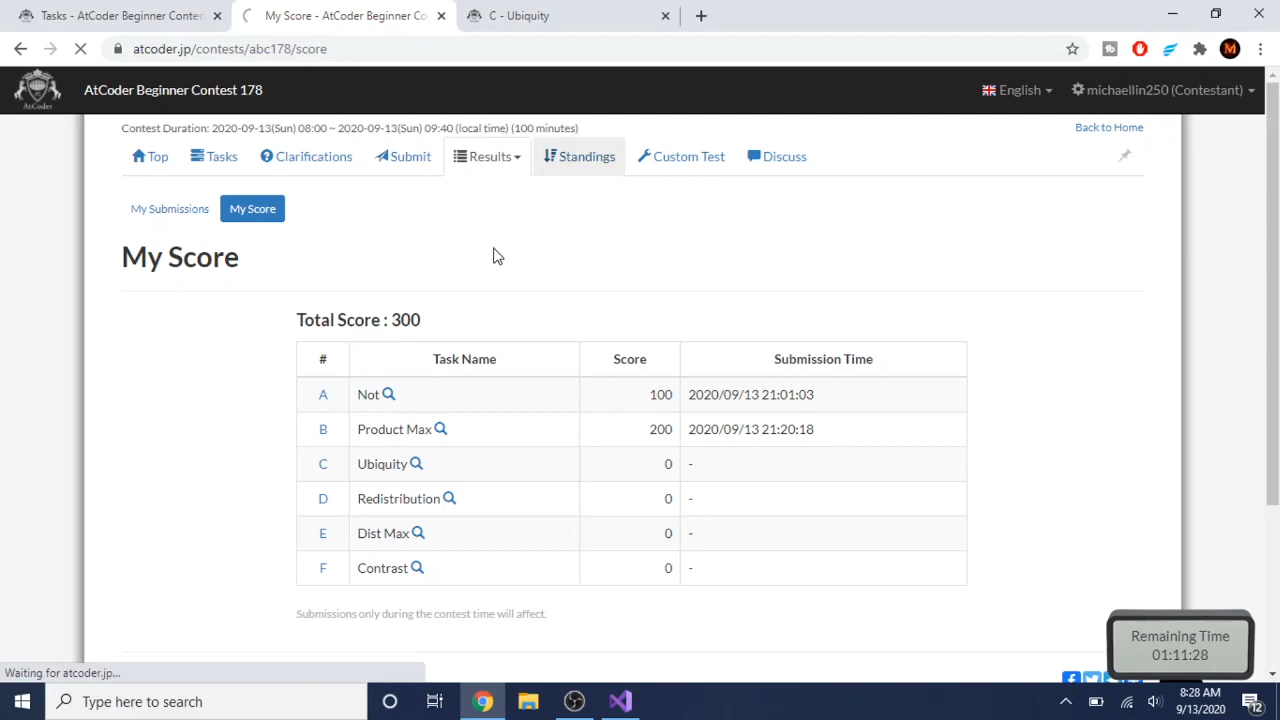 Tasks - AtCoder Beginner Contes
My Score - AtCoder Beginner Co
C - Ubiquity
atcoder.jp/contests/abc178/score
AtCoder
AtCoder Beginner Contest 178
English
michaellin250 (Contestant)
Contest Duration: 2020-09-13(Sun) 08:00 ~ 2020-09-13(Sun) 09:40 (local time) (100 minutes)
Back to Home
Top
Tasks
Clarifications
Submit
Results
Standings
Custom Test
Discuss
My Submissions
My Score
My Score
Total Score : 300
# Task Name Score Submission Time
A Not 100 2020/09/13 21:01:03
B Product Max 200 2020/09/13 21:20:18
C Ubiquity 0 -
D Redistribution 0 -
E Dist Max 0 -
F Contrast 0 -
Submissions only during the contest time will affect.
Remaining Time
01:11:28
Waiting for atcoder.jp...
Type here to search
8:28 AM
9/13/2020
12